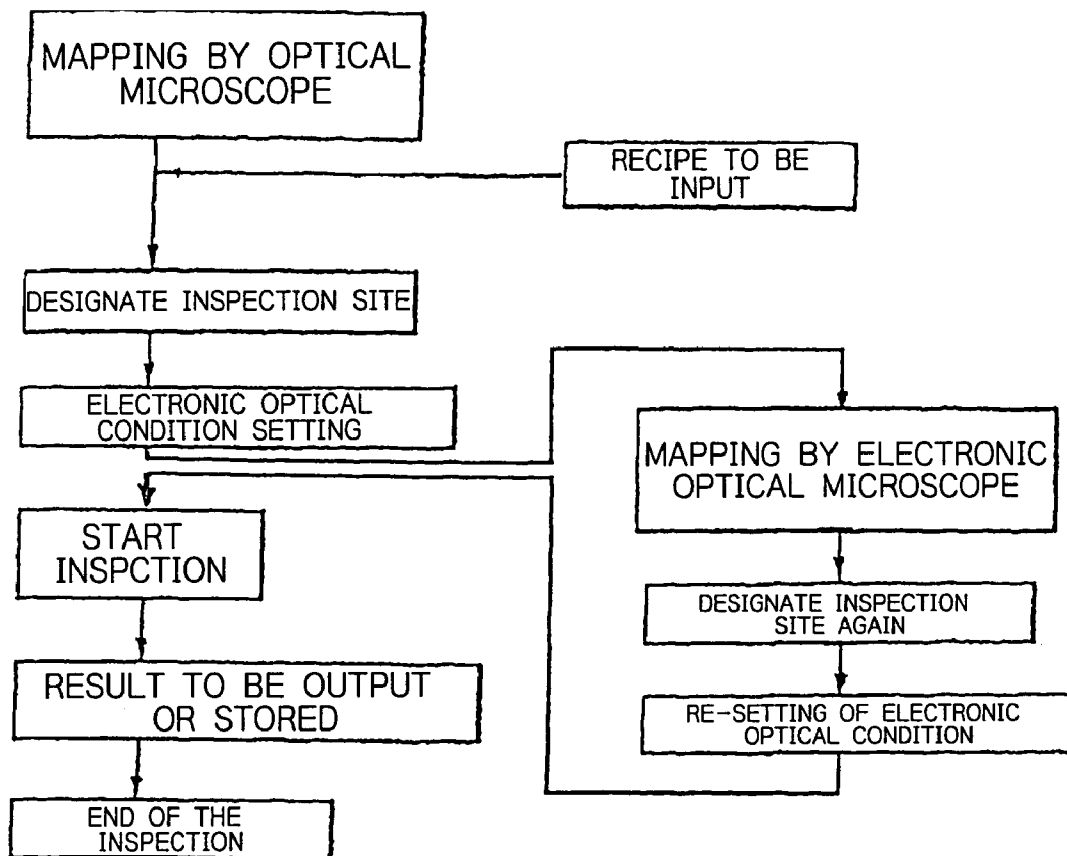 MAPPING BY OPTICAL
MICROSCOPE
RECIPE TO BE
INPUT
DESIGNATE INSPECTION SITE
ELECTRONIC OPTICAL
CONDITION SETTING
MAPPING BY ELECTRONIC
OPTICAL MICROSCOPE
DESIGNATE INSPECTION
SITE AGAIN
RE-SETTING OF ELECTRONIC
OPTICAL CONDITION
START
INSPCTION
RESULT TO BE OUTPUT
OR STORED
END OF THE
INSPECTION